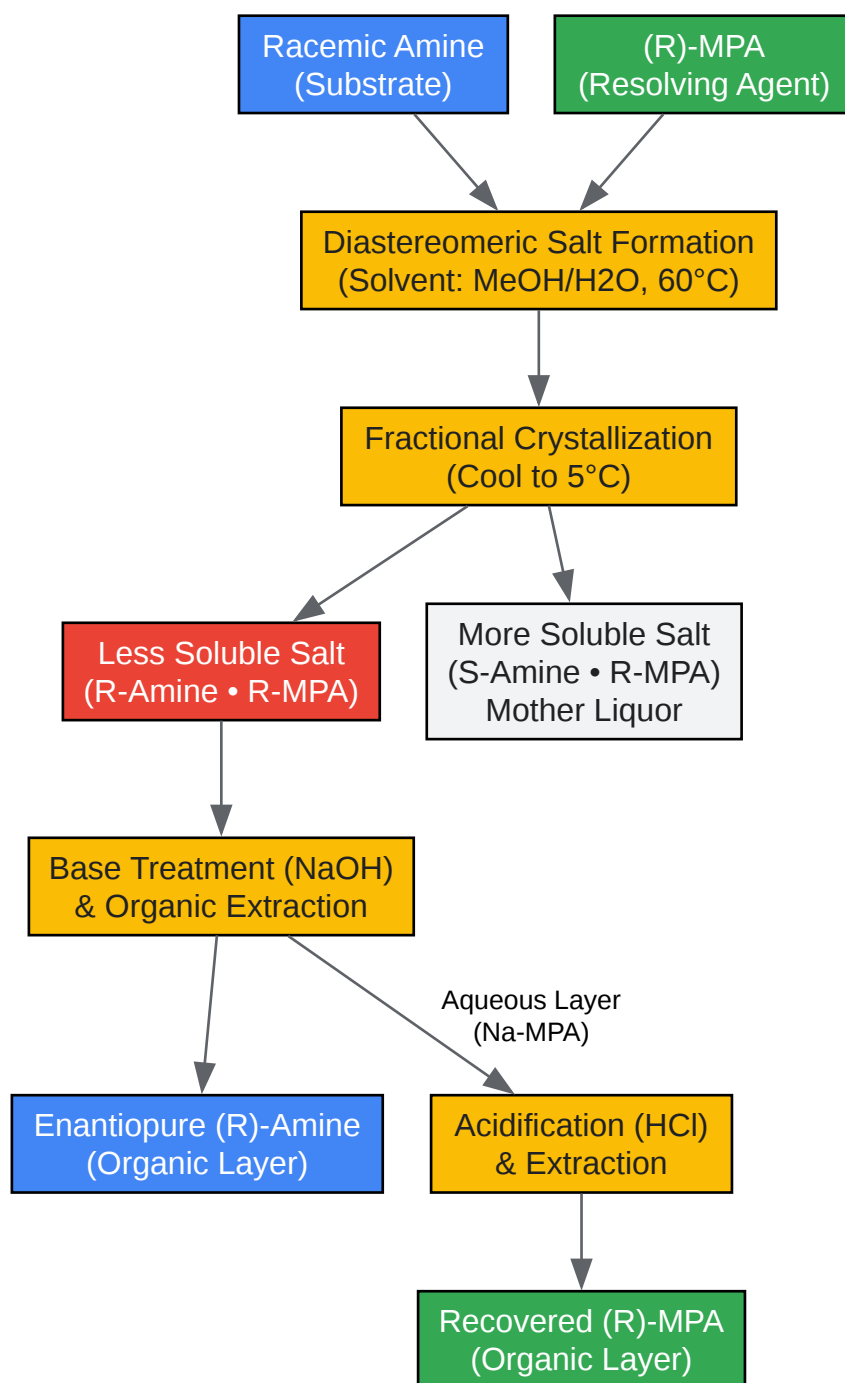 Racemic Amine
(Substrate)
(R)-MPA
(Resolving Agent)
Diastereomeric Salt Formation
(Solvent: MeOH/H2O, 60°C)
Fractional Crystallization
(Cool to 5°C)
Less Soluble Salt
(R-Amine • R-MPA)
More Soluble Salt
(S-Amine • R-MPA)
Mother Liquor
Base Treatment (NaOH)
& Organic Extraction
Aqueous Layer
(Na-MPA)
Enantiopure (R)-Amine
(Organic Layer)
Acidification (HCl)
& Extraction
Recovered (R)-MPA
(Organic Layer)